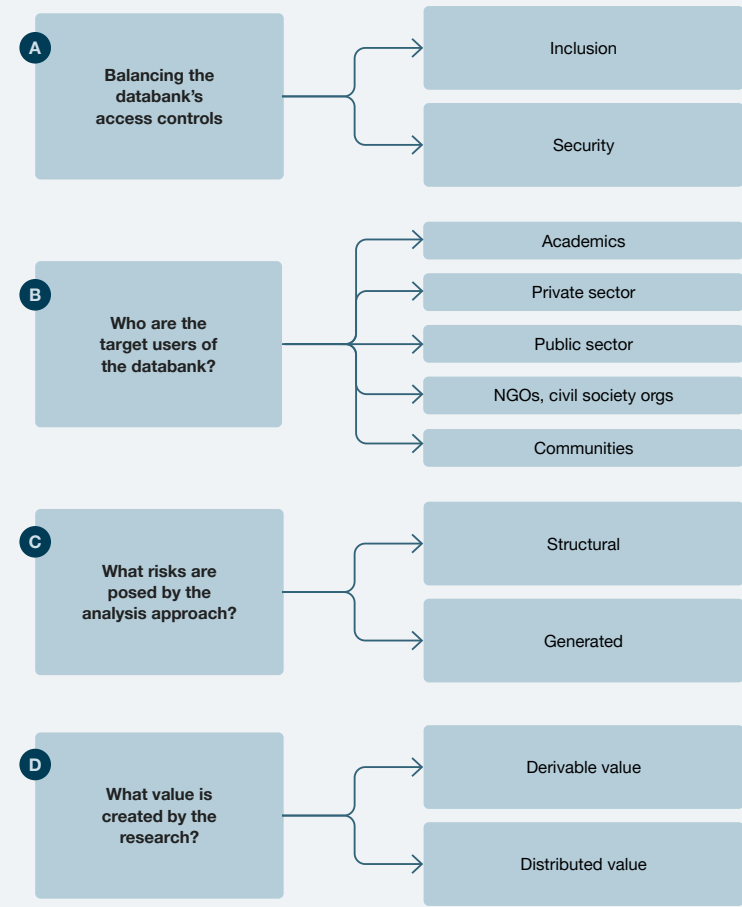 A
Balancing the
databank's
access controls
Inclusion
Security
B
Who are the
target users of
the databank?
Academics
Private sector
Public sector
NGOs, civil society orgs
Communities
C
What risks are
posed by the
analysis approach?
Structural
Generated
D
What value is
created by the
research?
Derivable value
Distributed value